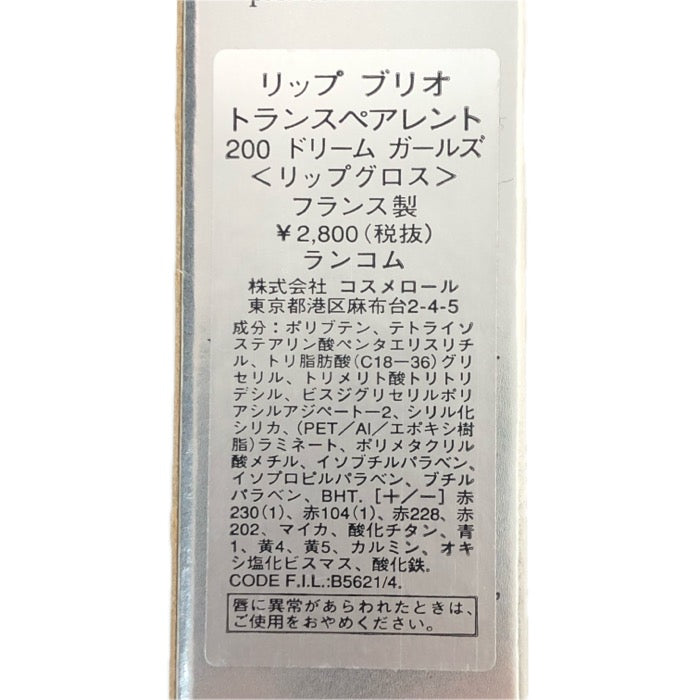 リップ ブリオ
トランスペアレント
200 ドリーム ガールズ
＜リップグロス＞
フランス製
￥2,800（税抜）
ランコム
株式会社 コスメロール
東京都港区麻布台2-4-5
成分：ポリブテン、テトライソ
ステアリン酸ペンタエリスリチ
ル、トリ脂肪酸（C18ー36）グリ
セリル、トリメリト酸トリトリ
デシル、ビスジグリセリルポリ
アシルアジペートー2、シリル化
シリカ、（PET／Al／エポキシ樹
脂）ラミネート、ポリメタクリル
酸メチル、イソブチルパラベン、
イソプロピルパラベン、ブチル
パラベン、BHT．［＋／ー］赤
230（1）、赤104（1）、赤228、赤
202、マイカ、酸化チタン、青
1、黄4、黄5、カルミン、オキ
シ塩化ビスマス、酸化鉄．
CODE F.I.L.:B5621/4.
唇に異常があらわれたときは、
ご使用をおやめください。